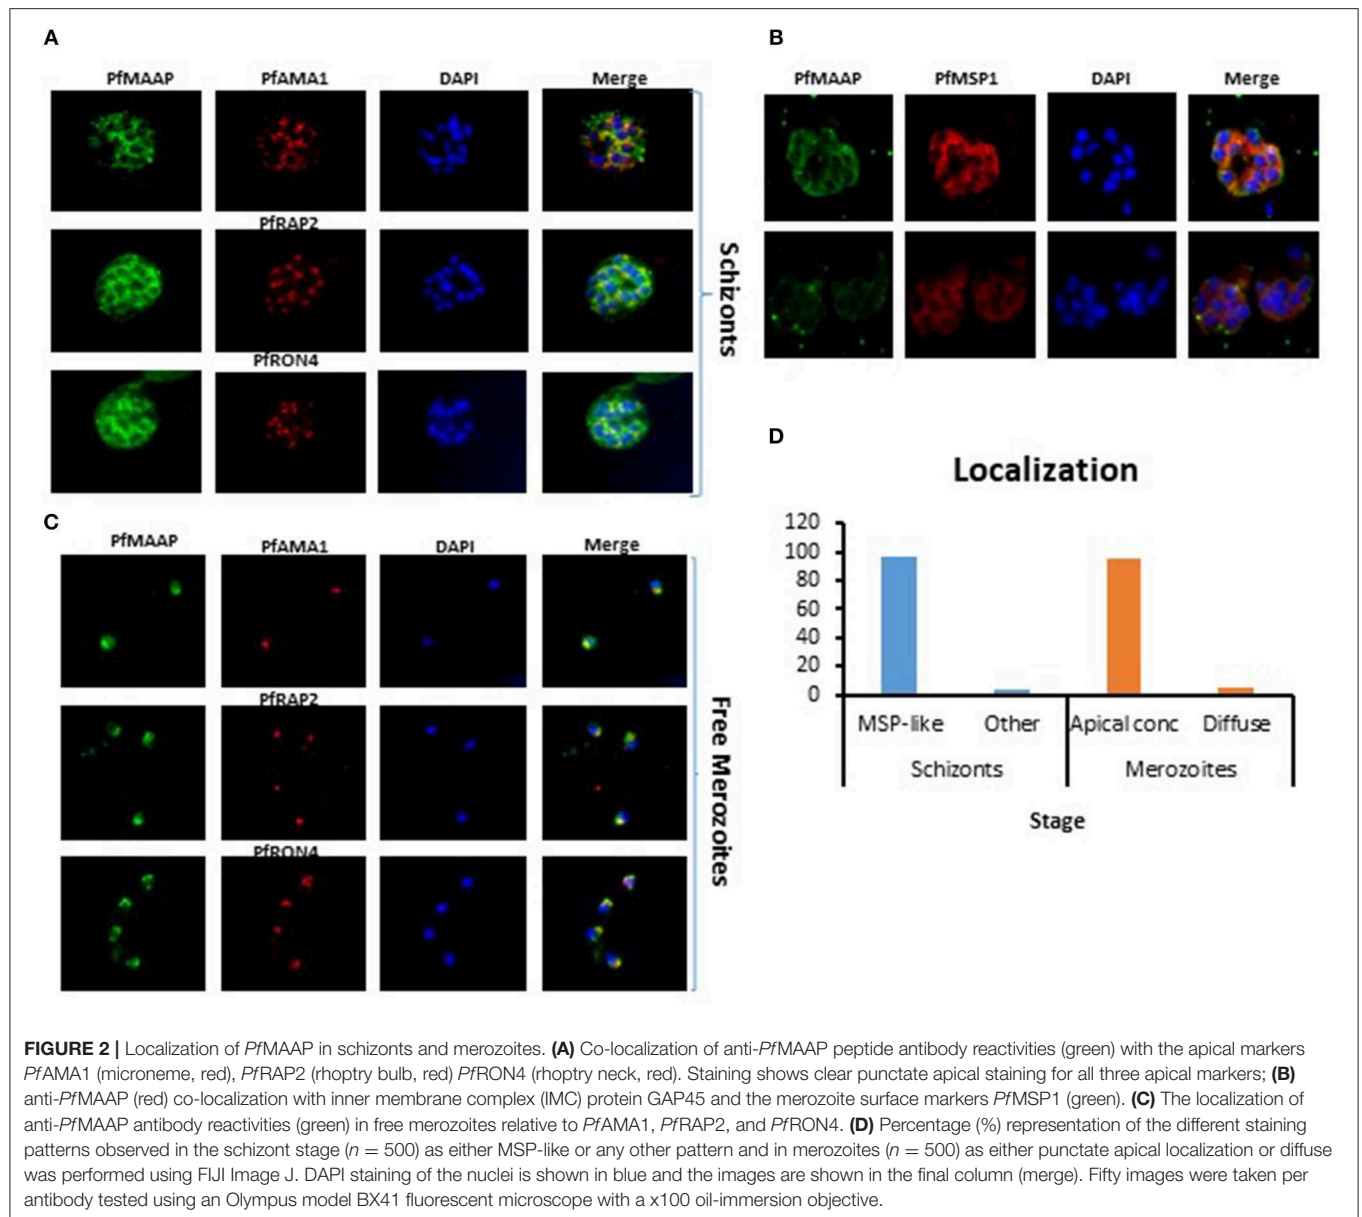 A
PfMAAP PfAMA1 DAPI Merge
PfRAP2
PfRON4
Schizonts
B
PfMAAP PfMSP1 DAPI Merge
C
PfMAAP PfAMA1 DAPI Merge
PfRAP2
PfRON4
Free Merozoites
D
Localization
120
100
80
60
40
20
0
MSP-like Other Apical conc Diffuse
Schizonts Merozoites
Stage
FIGURE 2 | Localization of PfMAAP in schizonts and merozoites. (A) Co-localization of anti-PfMAAP peptide antibody reactivities (green) with the apical markers
PfAMA1 (microneme, red), PfRAP2 (rhoptry bulb, red) PfRON4 (rhoptry neck, red). Staining shows clear punctate apical staining for all three apical markers; (B)
anti-PfMAAP (red) co-localization with inner membrane complex (IMC) protein GAP45 and the merozoite surface markers PfMSP1 (green). (C) The localization of
anti-PfMAAP antibody reactivities (green) in free merozoites relative to PfAMA1, PfRAP2, and PfRON4. (D) Percentage (%) representation of the different staining
patterns observed in the schizont stage (n = 500) as either MSP-like or any other pattern and in merozoites (n = 500) as either punctate apical localization or diffuse
was performed using FIJI Image J. DAPI staining of the nuclei is shown in blue and the images are shown in the final column (merge). Fifty images were taken per
antibody tested using an Olympus model BX41 fluorescent microscope with a x100 oil-immersion objective.